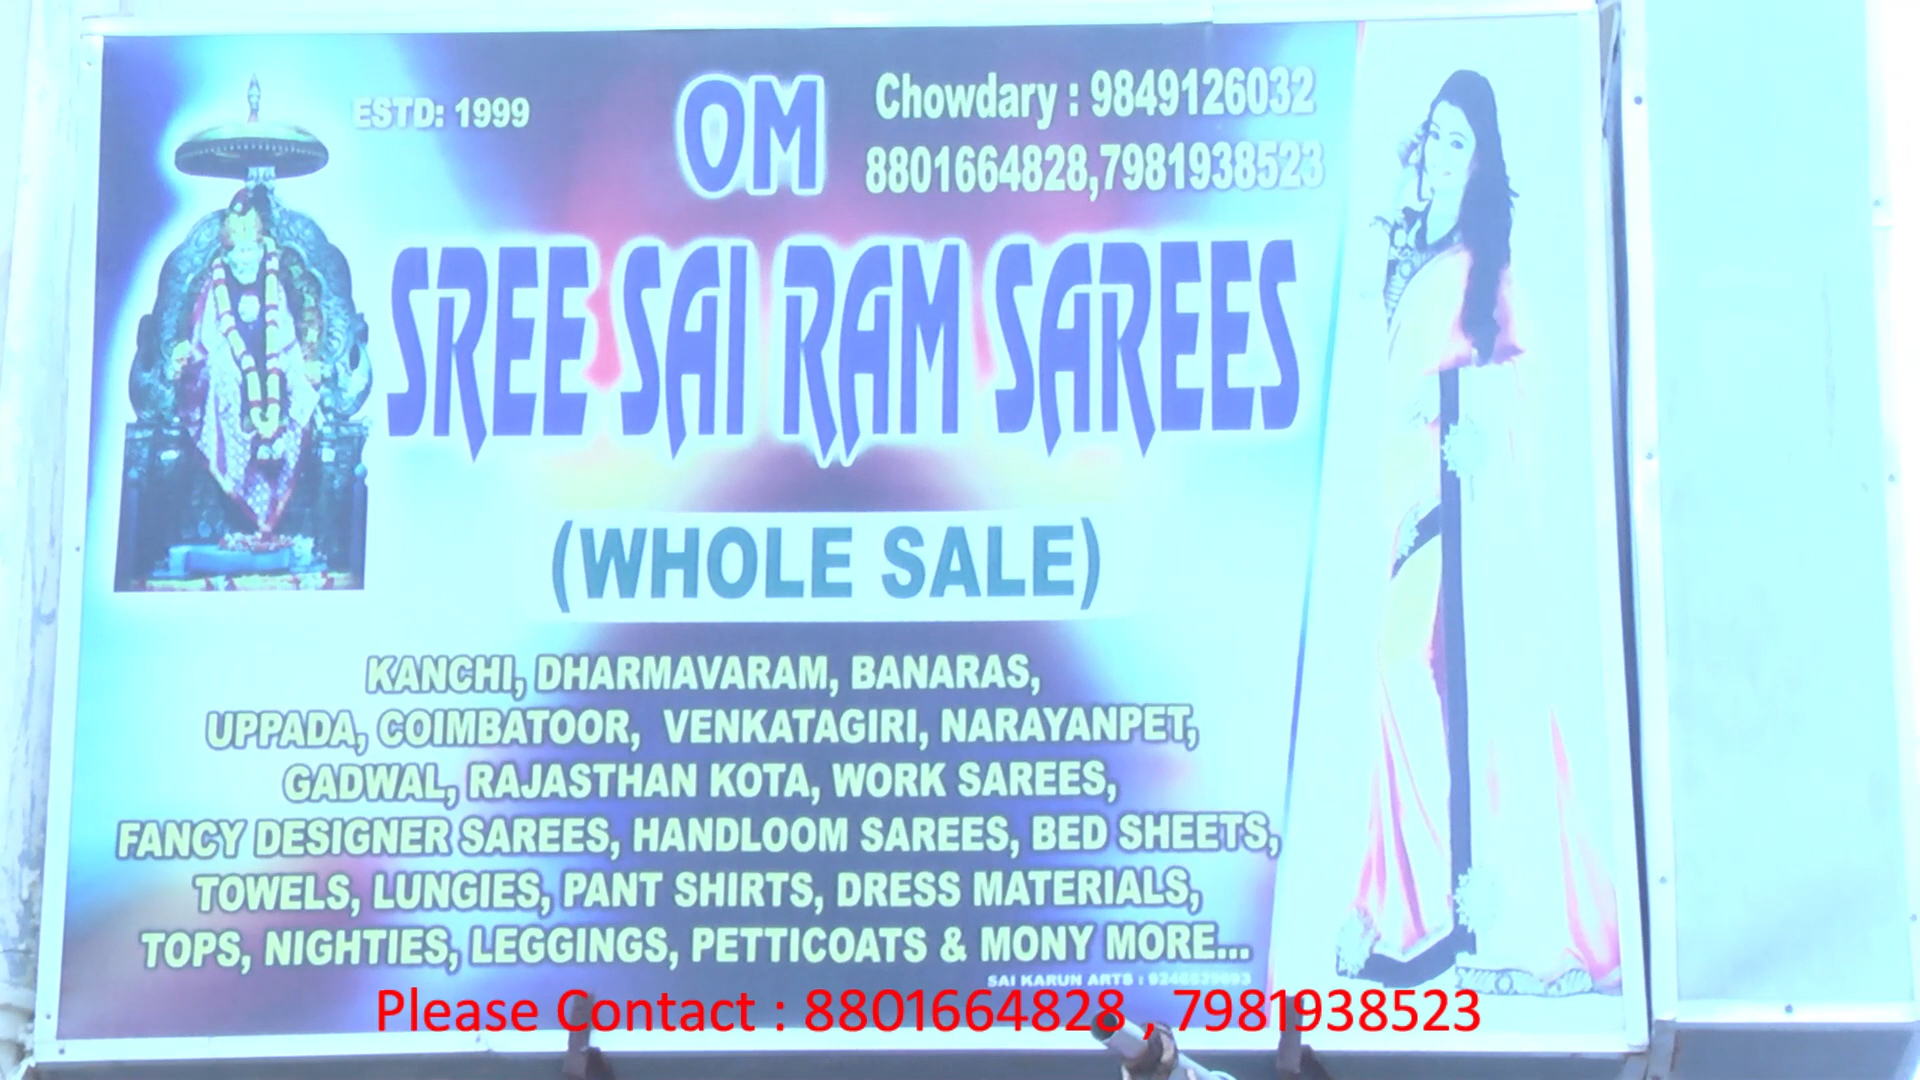 ESTD: 1999
OM
Chowdary : 9849126032
8801664828,7981938523
SREE SAI RAM SAREES
(WHOLE SALE)
KANCHI, DHARMAVARAM, BANARAS,
UPPADA, COIMBATOOR, VENKATAGIRI, NARAYANPET,
GADWAL, RAJASTHAN KOTA, WORK SAREES,
FANCY DESIGNER SAREES, HANDLOOM SAREES, BED SHEETS,
TOWELS, LUNGIES, PANT SHIRTS, DRESS MATERIALS,
TOPS, NIGHTIES, LEGGINGS, PETTICOATS & MONY MORE...
SAI KARUN ARTS :
Please Contact : 8801664828 , 7981938523